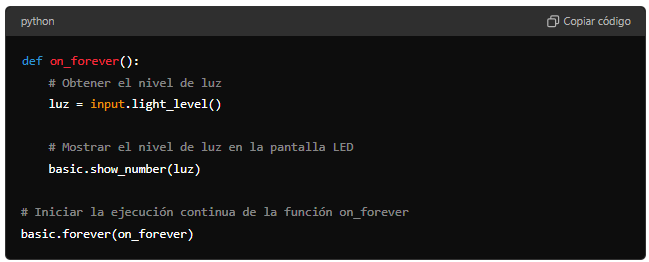 python
Copiar código
def on_forever():
    # Obtener el nivel de luz
    luz = input.light_level()

    # Mostrar el nivel de luz en la pantalla LED
    basic.show_number(luz)

# Iniciar la ejecución continua de la función on_forever
basic.forever(on_forever)